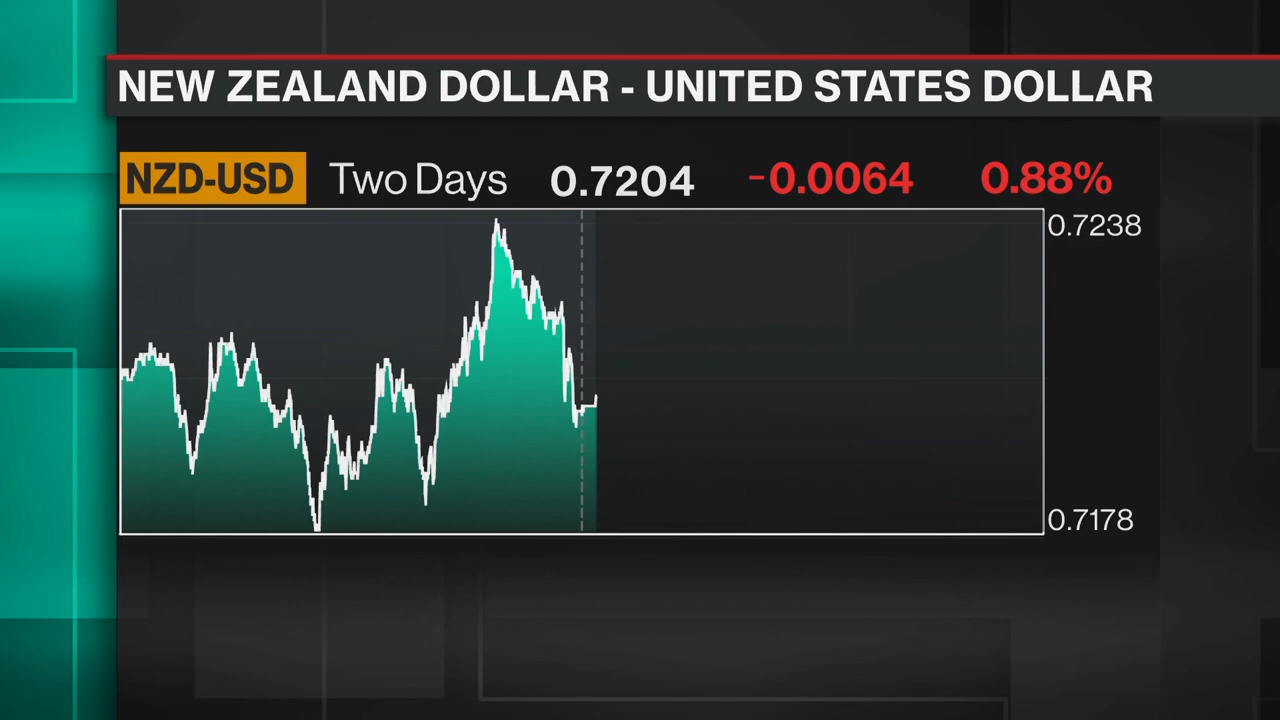 NEW ZEALAND DOLLAR - UNITED STATES DOLLAR
NZD-USD Two Days 0.7204 -0.0064 0.88%
0.7238
0.7178